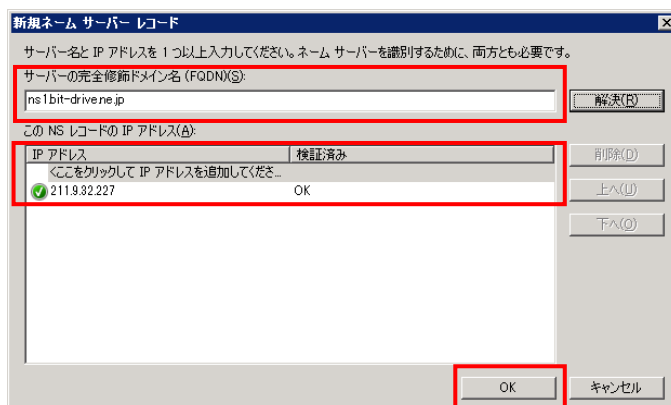 新規ネーム サーバー レコード
サーバー名と IP アドレスを 1 つ以上入力してください。ネーム サーバーを識別するために、両方とも必要です。
サーバーの完全修飾ドメイン名 (FQDN)(S):
ns1.bit-drive.ne.jp
解決(R)
この NS レコードの IP アドレス(A):
IP アドレス 検証済み
<ここをクリックして IP アドレスを追加してくださ...
211.9.32.227 OK
削除(D)
上へ(U)
下へ(O)
OK キャンセル